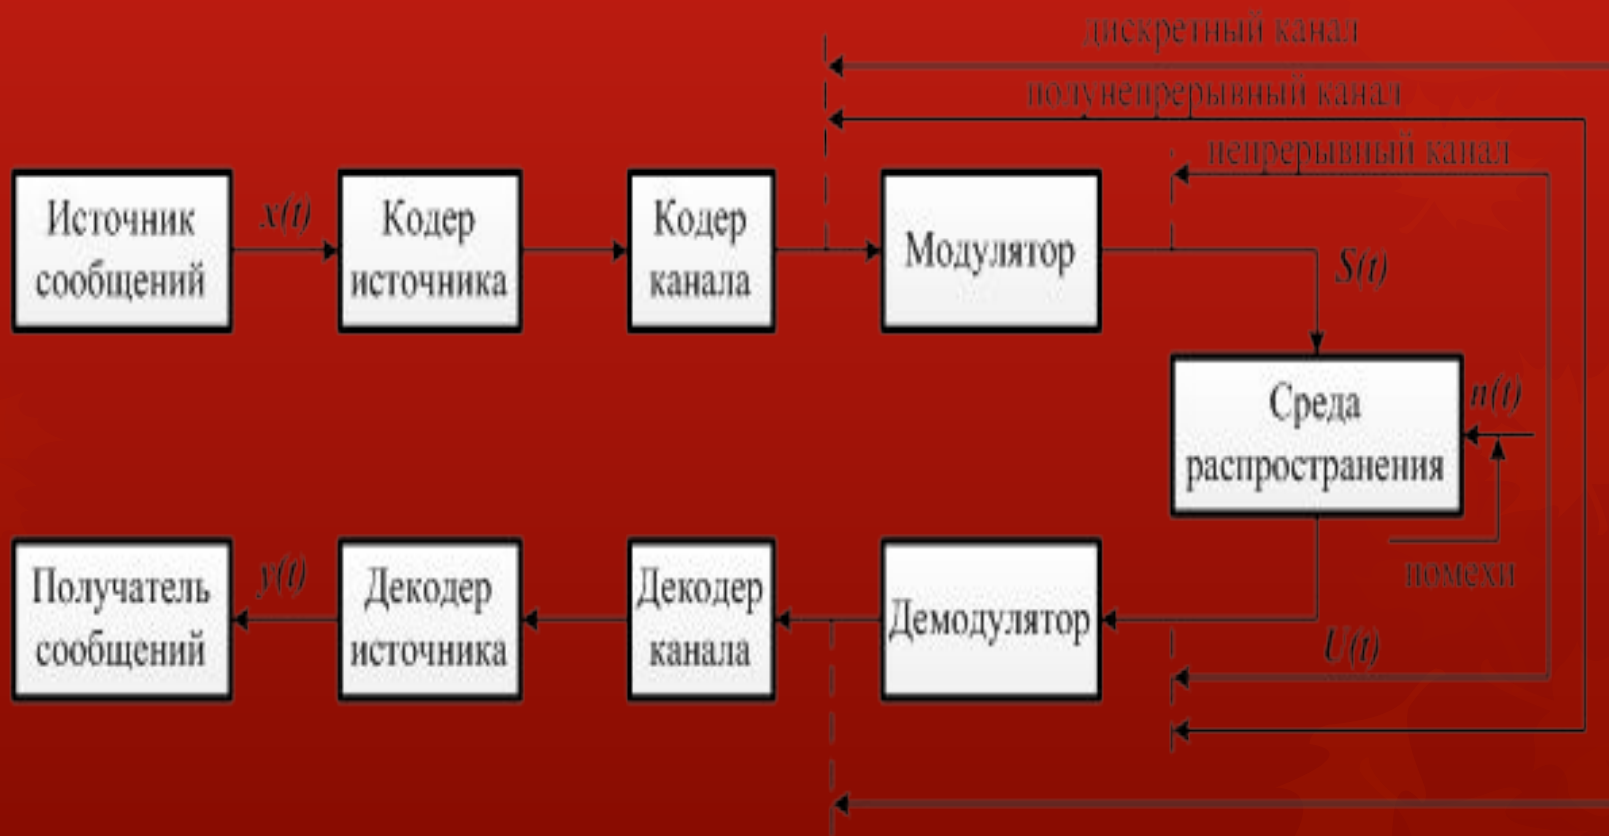 дискретный канал
полунепрерывный канал
непрерывный канал
Источник
сообщений
x(t)
Кодер
источника
Кодер
канала
Модулятор
S(t)
Среда
распространения
n(t)
помехи
Получатель
сообщений
y(t)
Декодер
источника
Декодер
канала
Демодулятор
U(t)